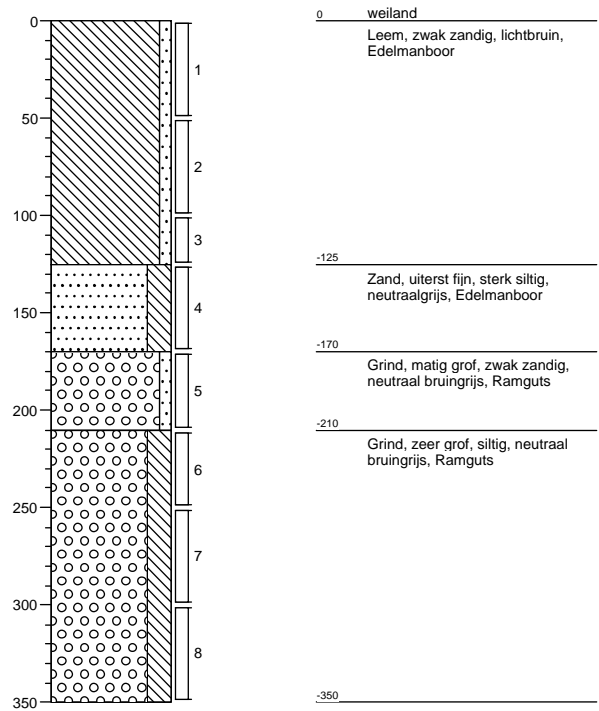 0 weiland
Leem, zwak zandig, lichtbruin,
Edelmanboor
-125
Zand, uiterst fijn, sterk siltig,
neutraalgrijs, Edelmanboor
-170
Grind, matig grof, zwak zandig,
neutraal bruingrijs, Ramguts
-210
Grind, zeer grof, siltig, neutraal
bruingrijs, Ramguts
-350
0
50
100
150
200
250
300
350
1
2
3
4
5
6
7
8